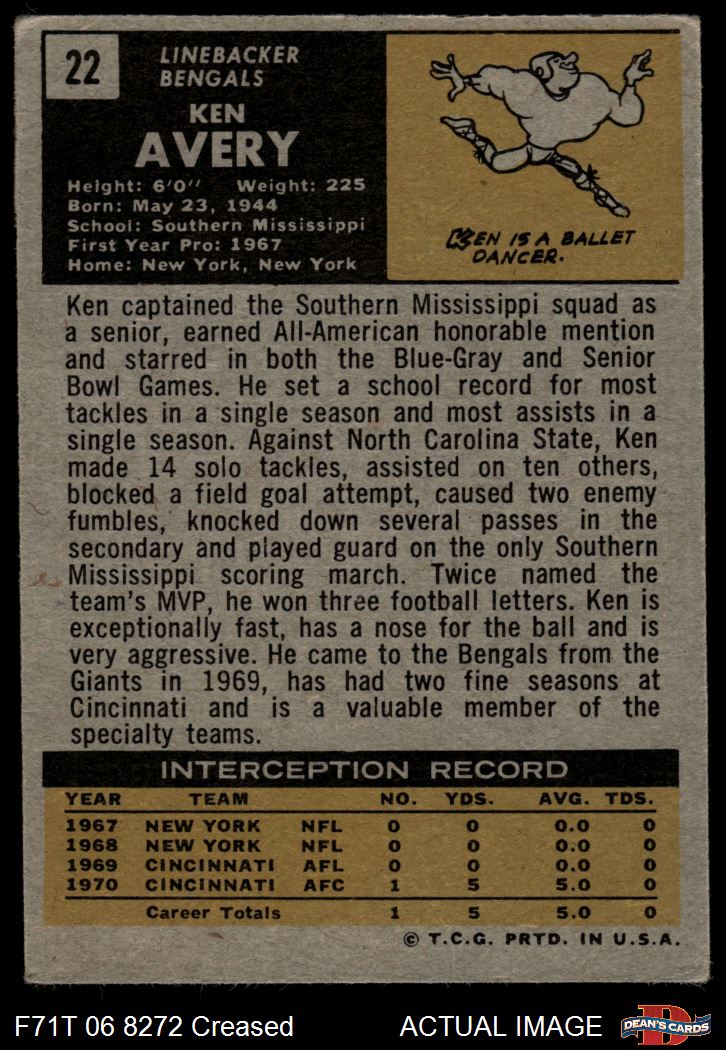 22
LINEBACKER
BENGALS
KEN
AVERY
Height: 6'0" Weight: 225
Born: May 23, 1944
School: Southern Mississippi
First Year Pro: 1967
Home: New York, New York
KEN IS A BALLET
DANCER.
Ken captained the Southern Mississippi squad as
a senior, earned All-American honorable mention
and starred in both the Blue-Gray and Senior
Bowl Games. He set a school record for most
tackles in a single season and most assists in a
single season. Against North Carolina State, Ken
made 14 solo tackles, assisted on ten others,
blocked a field goal attempt, caused two enemy
fumbles, knocked down several passes in the
secondary and played guard on the only Southern
Mississippi scoring march. Twice named the
team's MVP, he won three football letters. Ken is
exceptionally fast, has a nose for the ball and is
very aggressive. He came to the Bengals from the
Giants in 1969, has had two fine seasons at
Cincinnati and is a valuable member of the
specialty teams.
INTERCEPTION RECORD
YEAR TEAM NO. YDS. AVG. TDS.
1967 NEW YORK NFL 0 0 0.0 0
1968 NEW YORK NFL 0 0 0.0 0
1969 CINCINNATI AFL 0 0 0.0 0
1970 CINCINNATI AFC 1 5 5.0 0
Career Totals 1 5 5.0 0
© T.C.G. PRTD. IN U.S.A.
F71T 06 8272 Creased ACTUAL IMAGE
D
DEAN'S CARDS